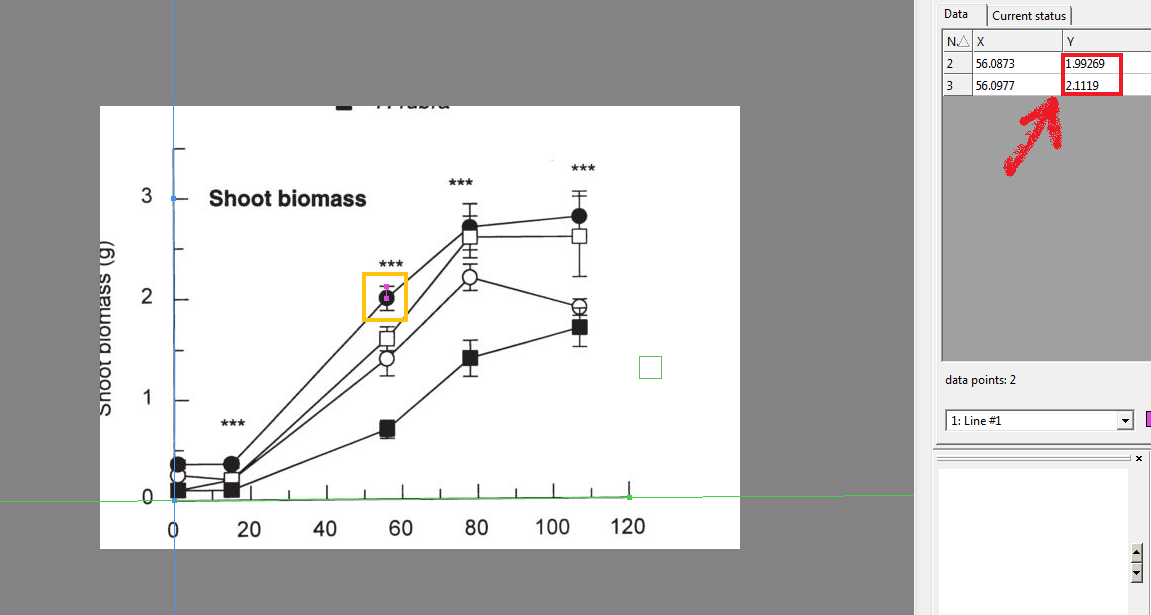 Data Current status
N. X Y
2 56.0873 1.99269
3 56.0977 2.1119
data points: 2
1: Line #1
Shoot biomass
Shoot biomass (g)
3
2
1
0
***
***
***
***
0 20 40 60 80 100 120